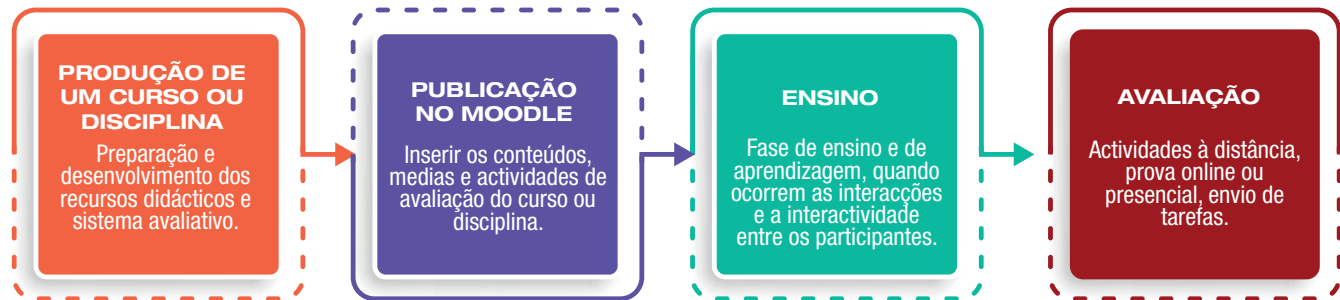 PRODUÇÃO DE
UM CURSO OU
DISCIPLINA
Preparação e
desenvolvimento dos
recursos didácticos e
sistema avaliativo.
PUBLICAÇÃO
NO MOODLE
Inserir os conteúdos,
medias e actividades de
avaliação do curso ou
disciplina.
ENSINO
Fase de ensino e de
aprendizagem, quando
ocorrem as interacções
e a interactividade
entre os participantes.
AVALIAÇÃO
Actividades à distância,
prova online ou
presencial, envio de
tarefas.